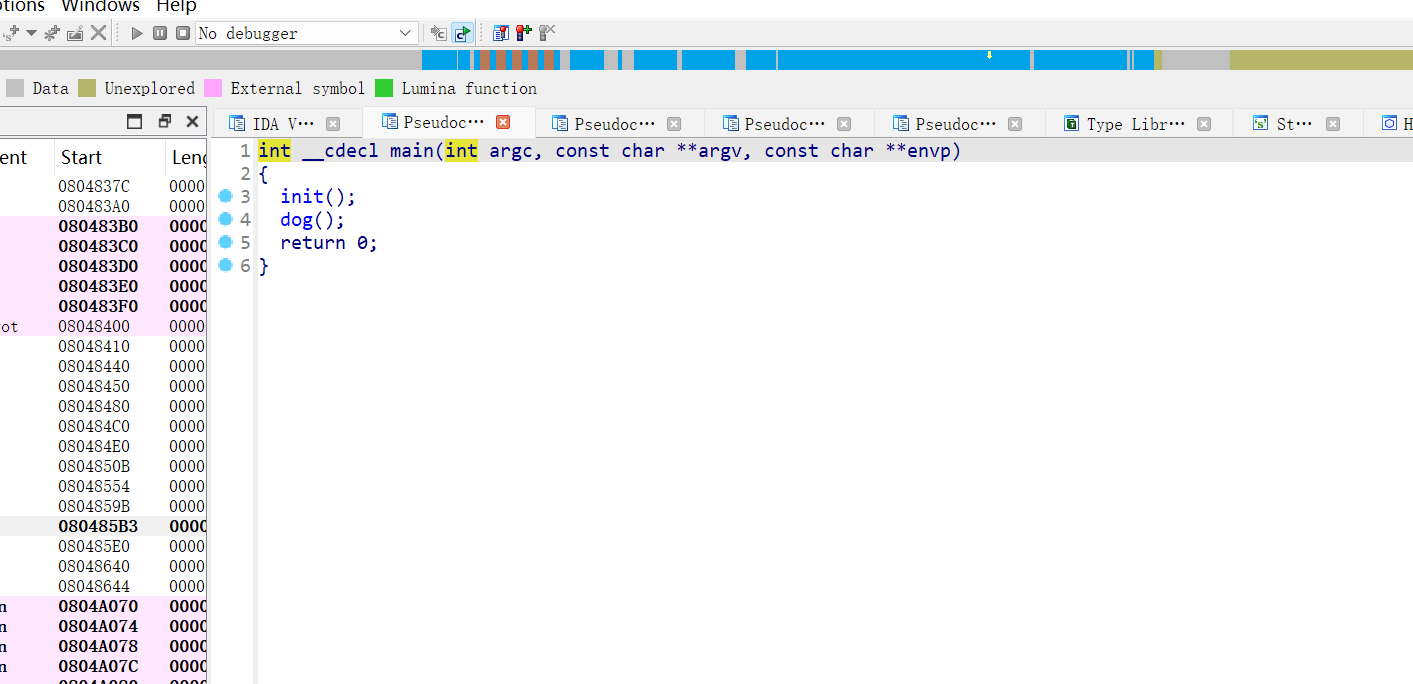 ptions Windows Help
No debugger
Data Unexplored External symbol Lumina function
IDA V··· Pseudoc··· Pseudoc··· Pseudoc··· Pseudoc··· Type Libr··· St··· H
ent Start Leng
0804837C 0000
080483A0 0000
080483B0 0000
080483C0 0000
080483D0 0000
080483E0 0000
080483F0 0000
ot 08048400 0000
08048410 0000
08048440 0000
08048450 0000
08048480 0000
080484C0 0000
080484E0 0000
0804850B 0000
08048554 0000
0804859B 0000
080485B3 0000
080485E0 0000
08048640 0000
08048644 0000
n 0804A070 0000
n 0804A074 0000
n 0804A078 0000
n 0804A07C 0000
1 int __cdecl main(int argc, const char **argv, const char **envp)
2 {
3 init();
4 dog();
5 return 0;
6 }